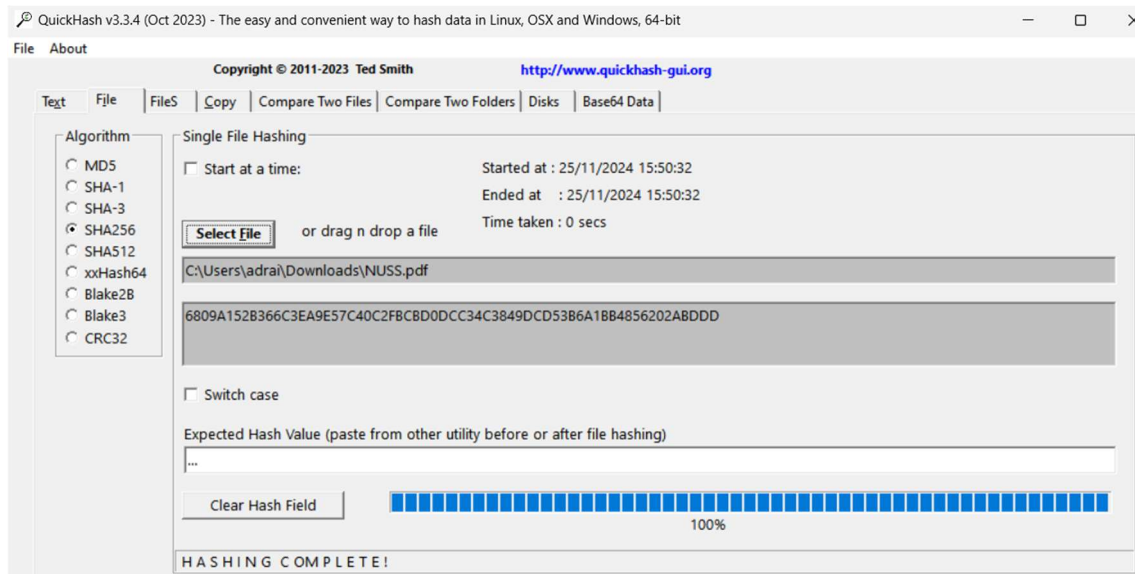 QuickHash v3.3.4 (Oct 2023) - The easy and convenient way to hash data in Linux, OSX and Windows, 64-bit
File About
Copyright © 2011-2023 Ted Smith http://www.quickhash-gui.org
Text File FileS Copy Compare Two Files Compare Two Folders Disks Base64 Data
Algorithm
MD5
SHA-1
SHA-3
SHA256
SHA512
xxHash64
Blake2B
Blake3
CRC32
Single File Hashing
Start at a time:
Started at : 25/11/2024 15:50:32
Ended at : 25/11/2024 15:50:32
Time taken : 0 secs
Select File or drag n drop a file
C:\Users\adrai\Downloads\NUSS.pdf
6809A152B366C3EA9E57C40C2FBCBD0DCC34C3849DCD53B6A1BB4856202ABDDD
Switch case
Expected Hash Value (paste from other utility before or after file hashing)
...
Clear Hash Field
100%
HASHING COMPLETE!